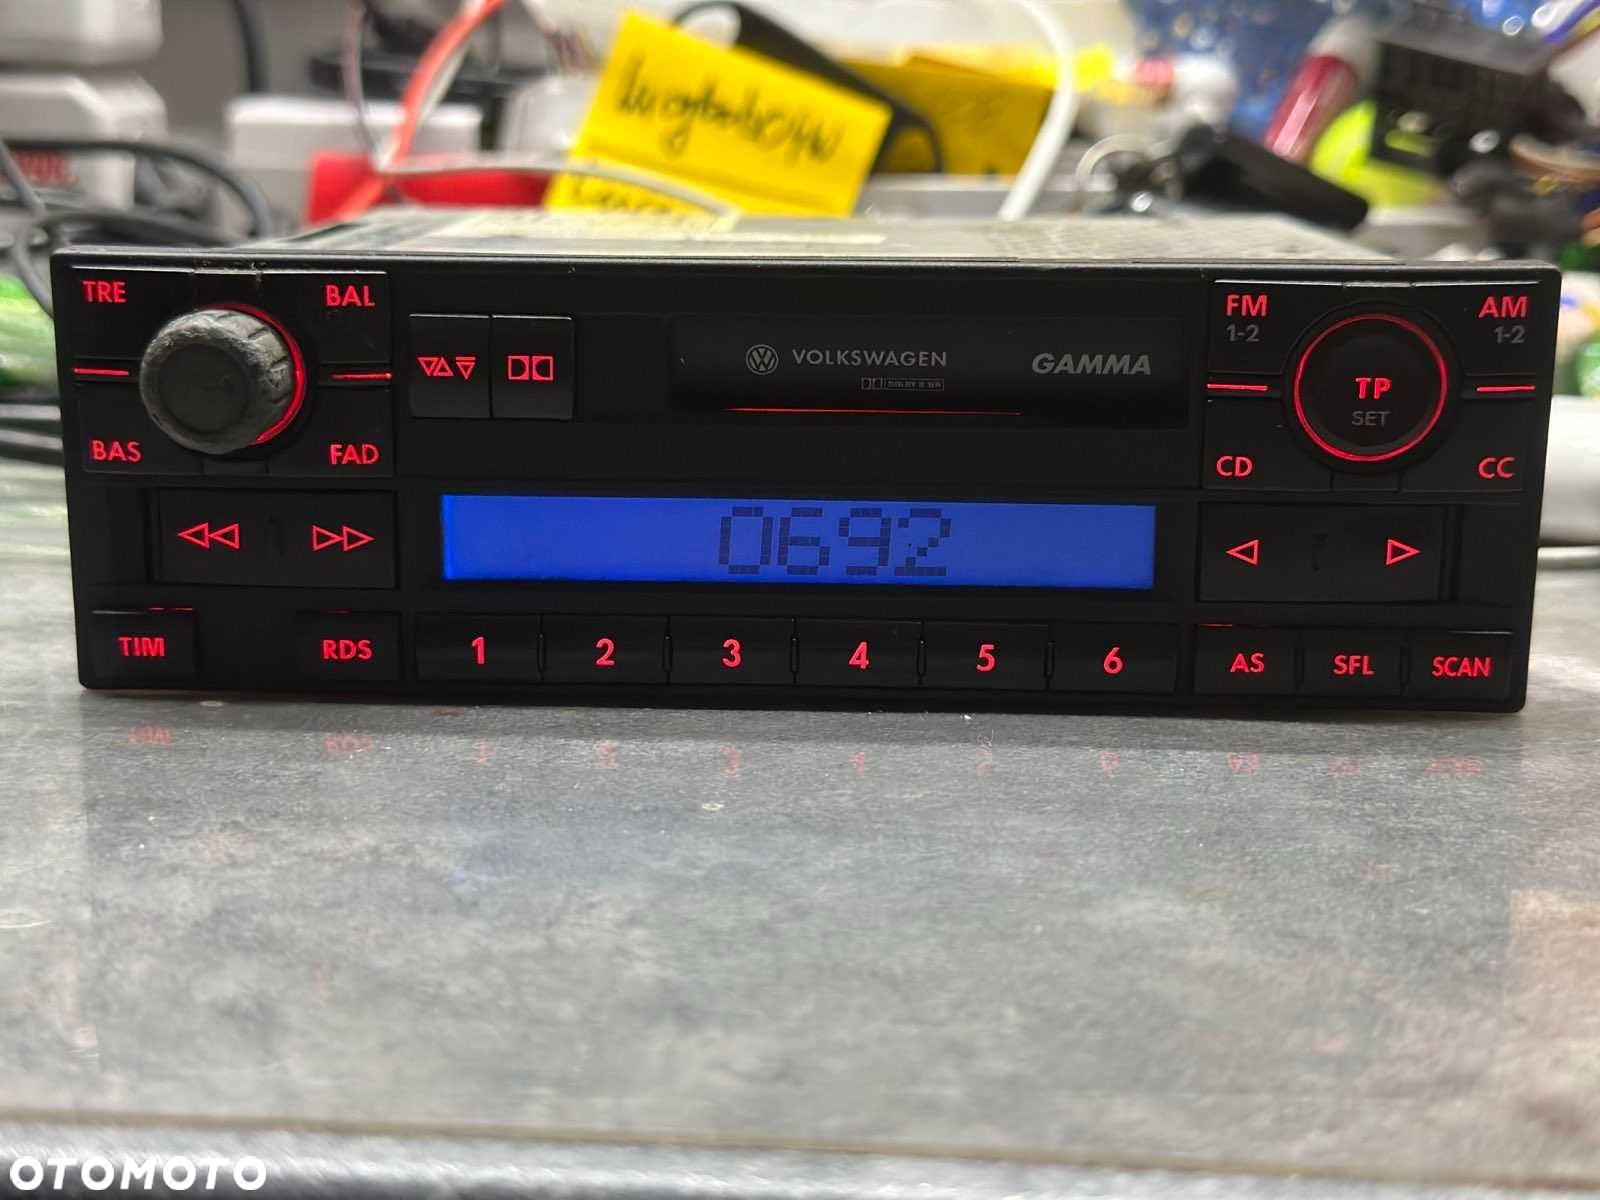 TRE BAL
VOLKSWAGEN GAMMA
FM AM
1-2 1-2
TP
SET
BAS FAD
CD CC
0692
TIM RDS 1 2 3 4 5 6 AS SFL SCAN
OTOMOTO